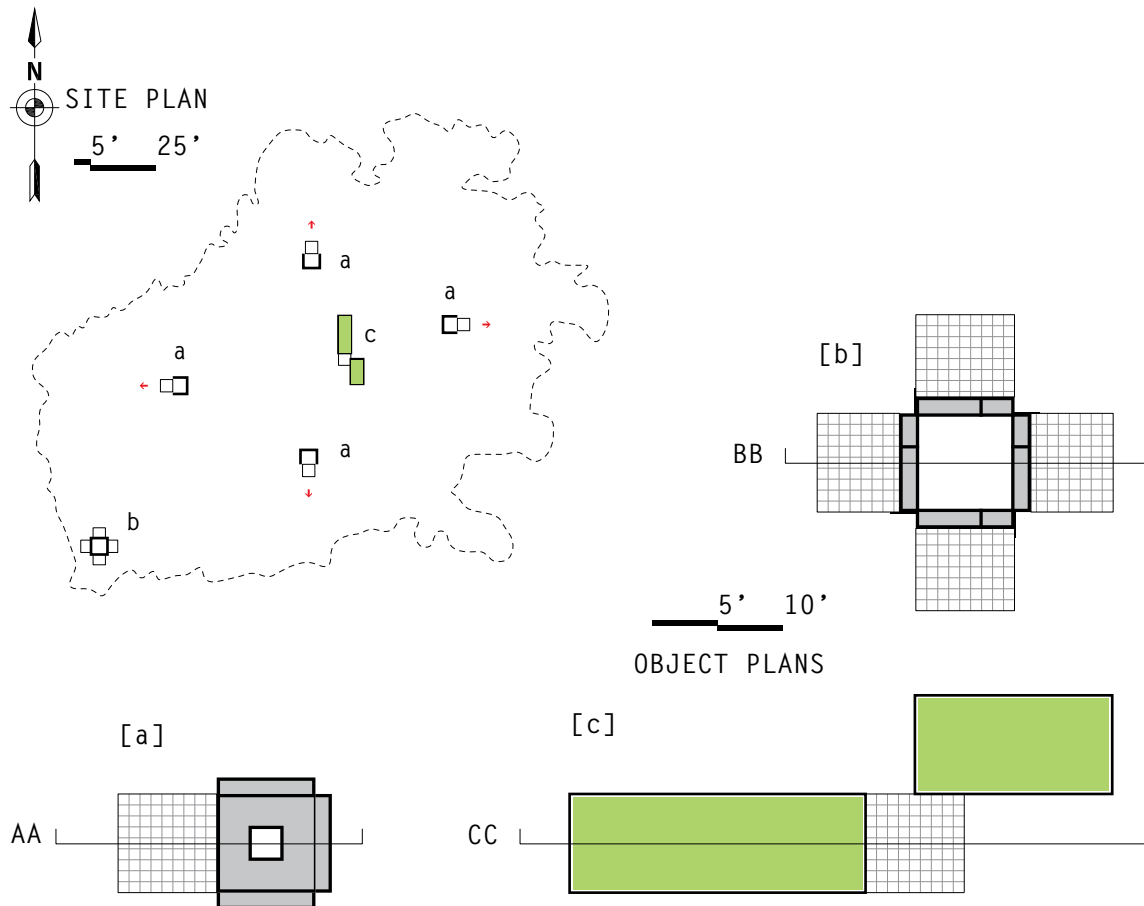 N
SITE PLAN
5' 25'
a
a
c
a
a
b
[b]
BB
5' 10'
OBJECT PLANS
[a]
[c]
AA
CC